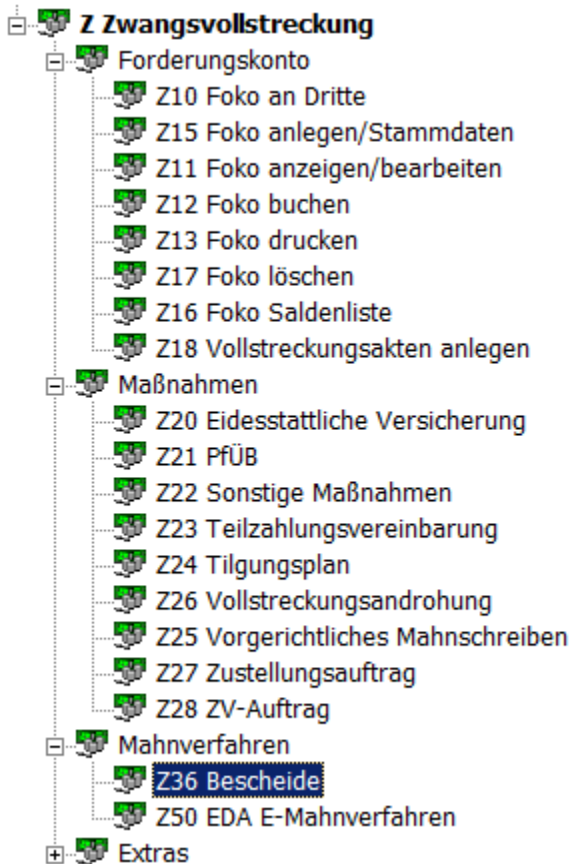 Z Zwangsvollstreckung
Forderungskonto
Z10 Foko an Dritte
Z15 Foko anlegen/Stammdaten
Z11 Foko anzeigen/bearbeiten
Z12 Foko buchen
Z13 Foko drucken
Z17 Foko löschen
Z16 Foko Saldenliste
Z18 Vollstreckungsakten anlegen
Maßnahmen
Z20 Eidesstattliche Versicherung
Z21 PfÜB
Z22 Sonstige Maßnahmen
Z23 Teilzahlungsvereinbarung
Z24 Tilgungsplan
Z26 Vollstreckungsandrohung
Z25 Vorgerichtliches Mahnschreiben
Z27 Zustellungsauftrag
Z28 ZV-Auftrag
Mahnverfahren
Z36 Bescheide
Z50 EDA E-Mahnverfahren
Extras